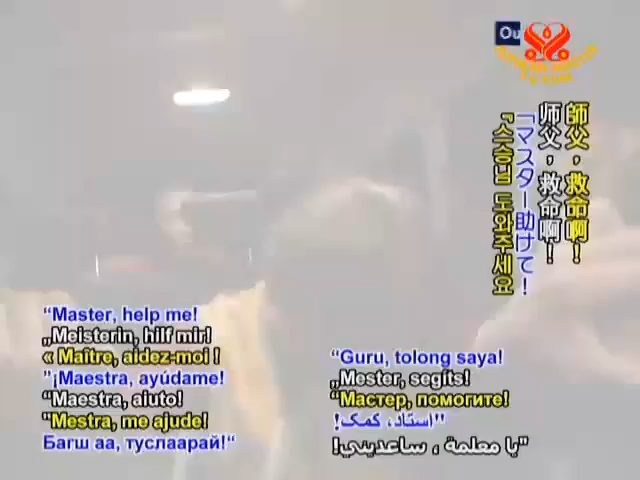 Ou
師父，救命啊！
师父，救命啊！
「マスター助けて！
『스승님 도와주세요
“Master, help me!
„Meisterin, hilf mir!
« Maître, aidez-moi !
”¡Maestra, ayúdame!
“Maestra, aiuto!
"Mestra, me ajude!
Багш аа, туслаарай!“
“Guru, tolong saya!
„Mester, segíts!
“Мастер, помогите!
"استاد، کمک!
"يا معلمة ، ساعديني!